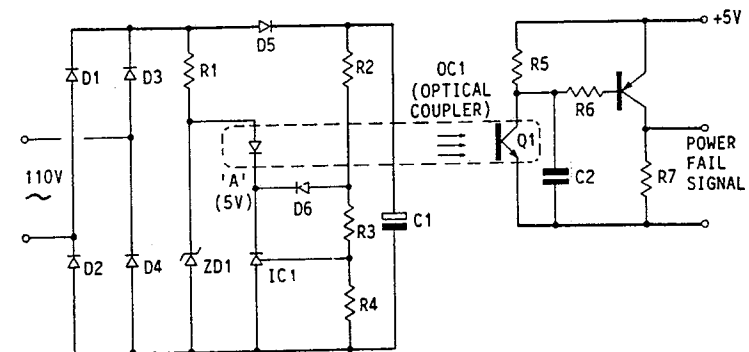 D1
D3
R1
D5
R2
OC1
(OPTICAL
COUPLER)
R5
R6
+5V
Q1
110V
'A'
(5V)
D6
R3
C1
C2
R7
POWER
FAIL
SIGNAL
D2
D4
ZD1
IC1
R4